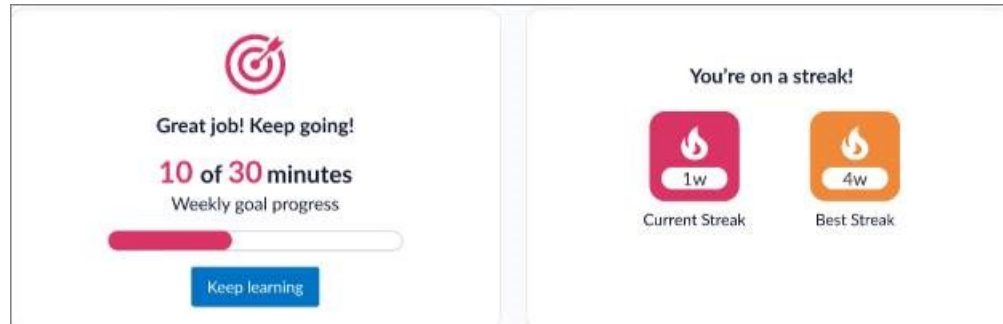 Great job! Keep going!
10 of 30 minutes
Weekly goal progress
Keep learning
You're on a streak!
1w
4w
Current Streak
Best Streak